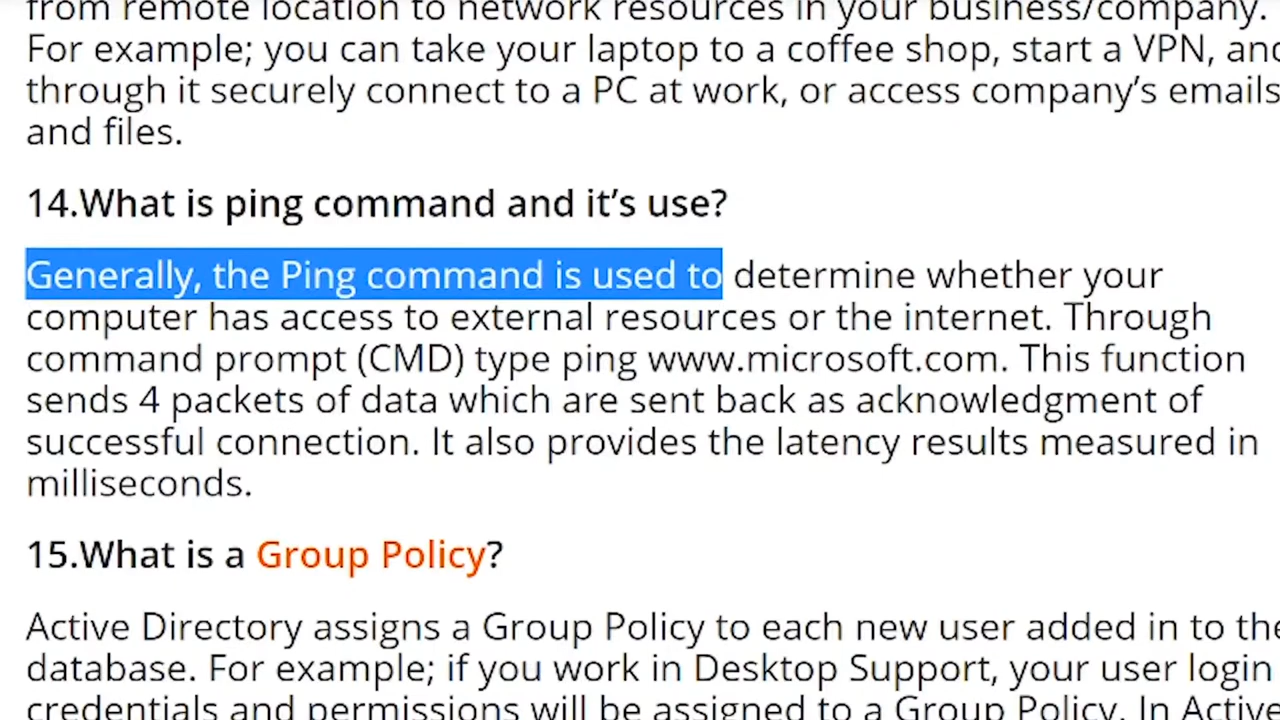 from remote location to network resources in your business/company.
For example; you can take your laptop to a coffee shop, start a VPN, and
through it securely connect to a PC at work, or access company’s emails
and files.
14.What is ping command and it’s use?
Generally, the Ping command is used to determine whether your
computer has access to external resources or the internet. Through
command prompt (CMD) type ping www.microsoft.com. This function
sends 4 packets of data which are sent back as acknowledgment of
successful connection. It also provides the latency results measured in
milliseconds.
15.What is a Group Policy?
Active Directory assigns a Group Policy to each new user added in to the
database. For example; if you work in Desktop Support, your user login
credentials and permissions will be assigned to a Group Policy. In Active